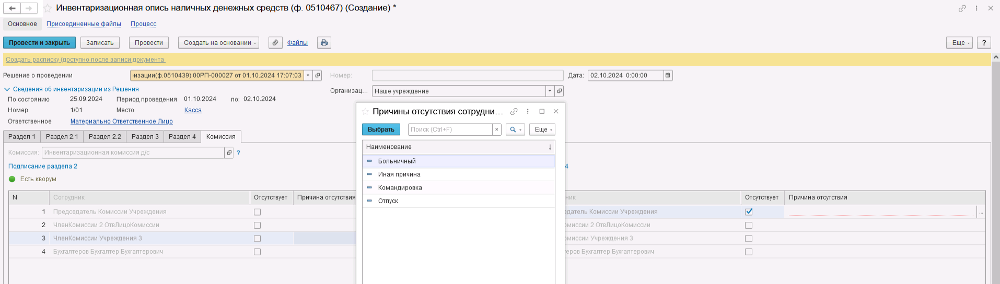 Инвентаризационная опись наличных денежных средств (ф. 0510467) (Создание) *
Основное Присоединенные файлы Процесс
Провести и закрыть Записать Провести Создать на основании Файлы Еще ?
Создать расписку (доступно после записи документа
Решение о проведении изации(ф.0510439) 00РП-000027 от 01.10.2024 17:07:03 Номер: Дата: 02.10.2024 0:00:00
Сведения об инвентаризации из Решения Организац... Наше учреждение
По состоянию 25.09.2024 Период проведения 01.10.2024 по: 02.10.2024
Номер 1/01 Место Касса
Ответственное Материально Ответственное Лицо
Раздел 1 Раздел 2.1 Раздел 2.2 Раздел 3 Раздел 4 Комиссия
Комиссия: Инвентаризационная комиссия д/с ?
Подписание раздела 2
Есть кворум
N Сотрудник Отсутствует Причина отсутствия
1 Председатель Комиссии Учреждения
2 ЧленКомиссии 2 ОтвЛицоКомиссии
3 ЧленКомиссии Учреждения 3
4 Бухгалтеров Бухгалтер Бухгалтерович
Причины отсутствия сотрудни...
Выбрать Поиск (Ctrl+F) × Еще
Наименование ↓
Больничный
Иная причина
Командировка
Отпуск
4
ник Отсутствует Причина отсутствия
едатель Комиссии Учреждения ...
омиссии 2 ОтвЛицоКомиссии
омиссии Учреждения 3
геров Бухгалтер Бухгалтерович